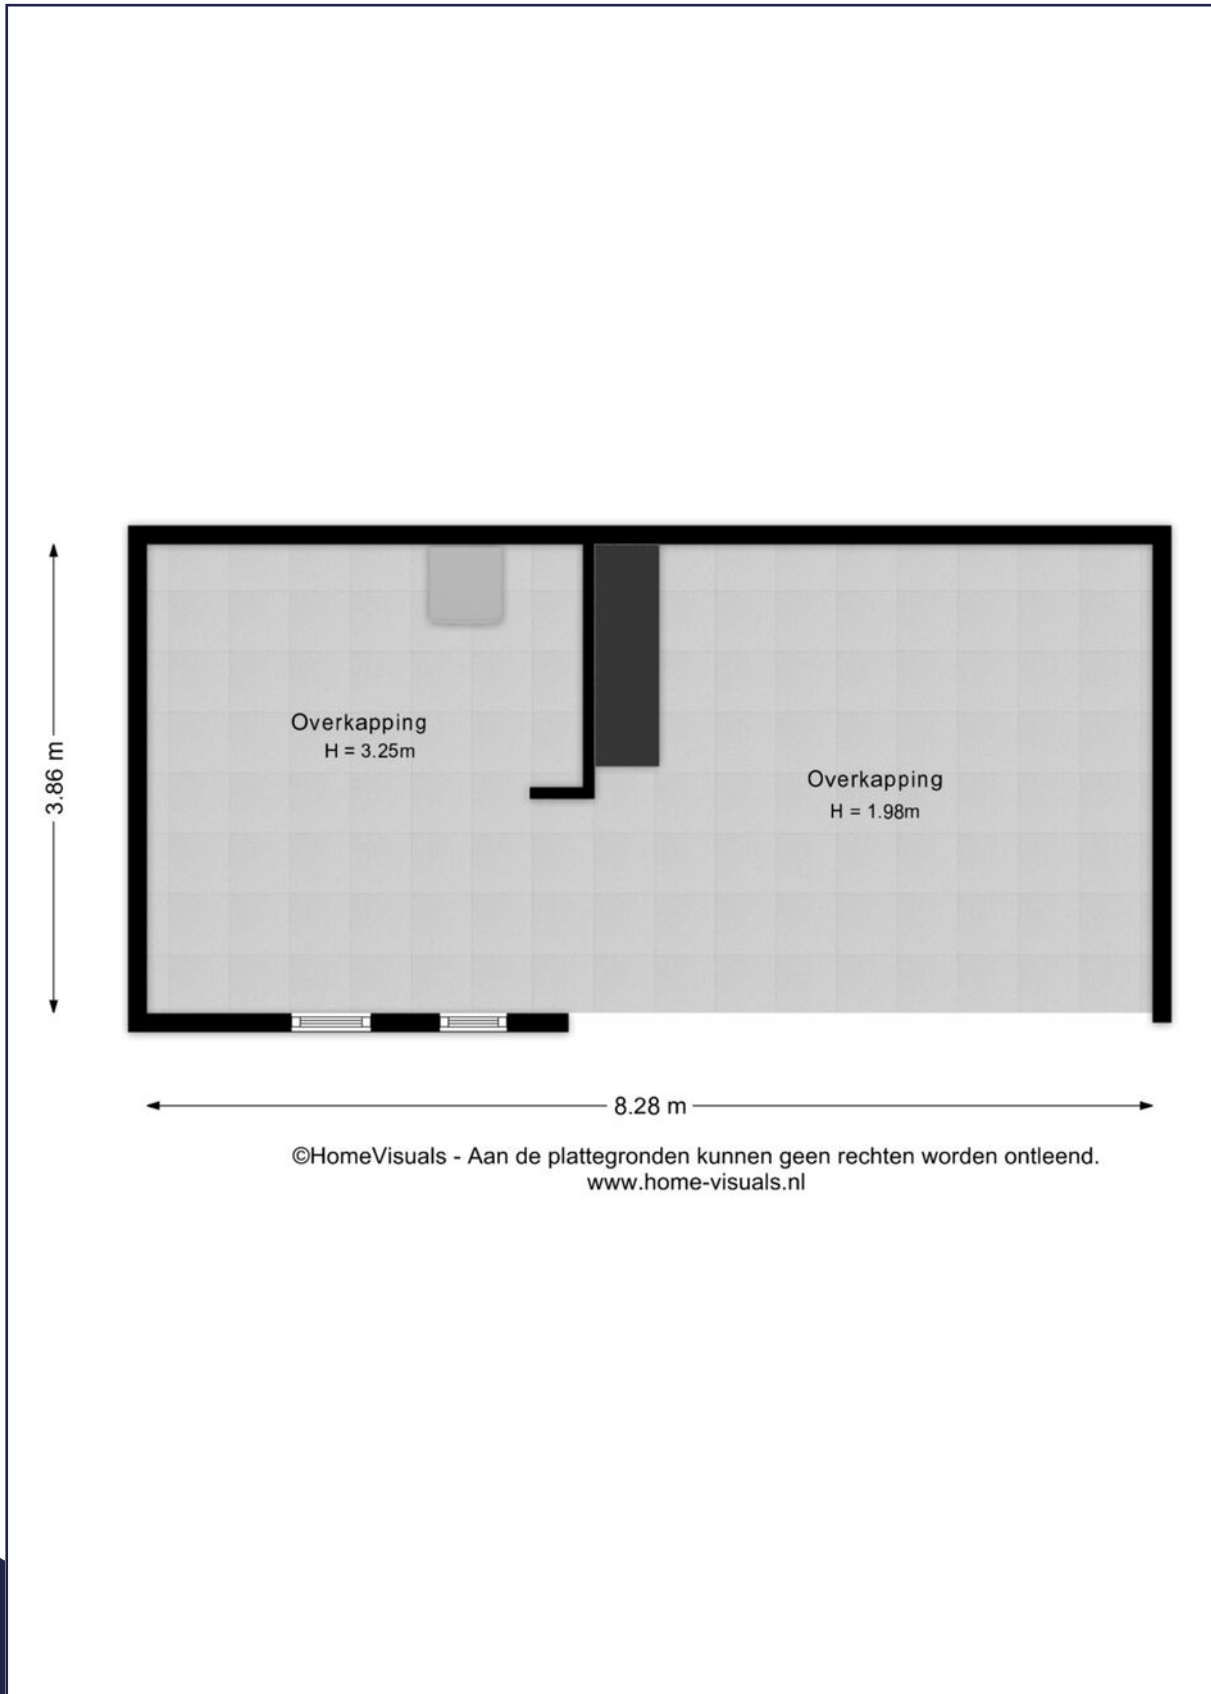 Overkapping
H = 3.25m
Overkapping
H = 1.98m
3.86 m
8.28 m
©HomeVisuals - Aan de plattegronden kunnen geen rechten worden ontleend.
www.home-visuals.nl